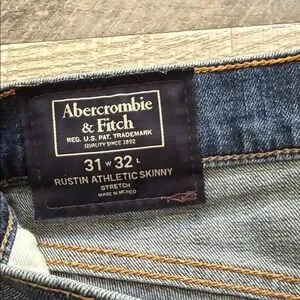 Abercrombie
& Fitch
REG. U.S. PAT. TRADEMARK
QUALITY SINCE 1892
31 W 32 L
RUSTIN ATHLETIC SKINNY
STRETCH
MADE IN MEXICO